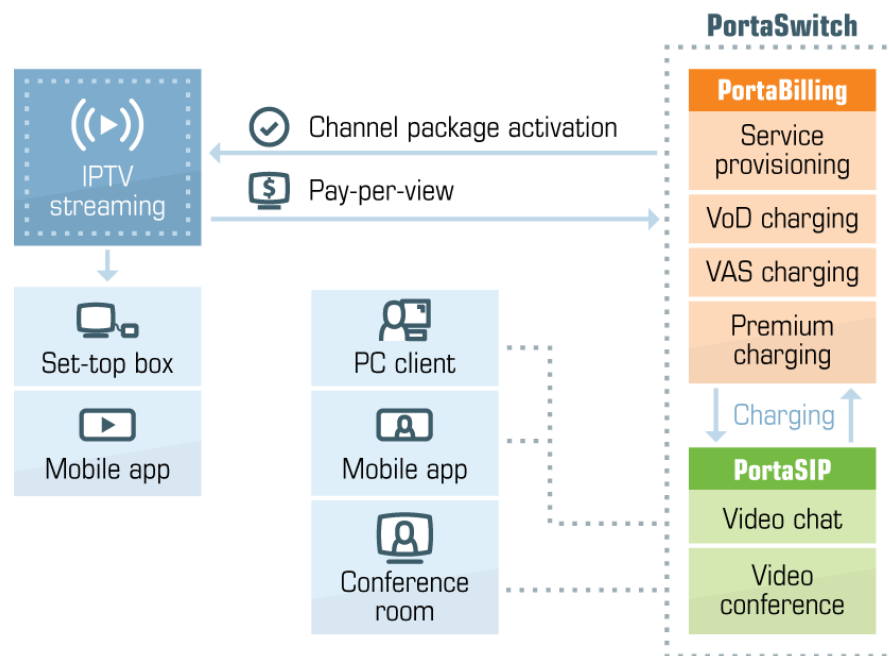 PortaSwitch
IPTV
streaming
Channel package activation
$
Pay-per-view
PortaBilling
Service
provisioning
VoD charging
VAS charging
Premium
charging
Set-top box
Mobile app
PC client
Mobile app
Conference
room
Charging
PortaSIP
Video chat
Video
conference